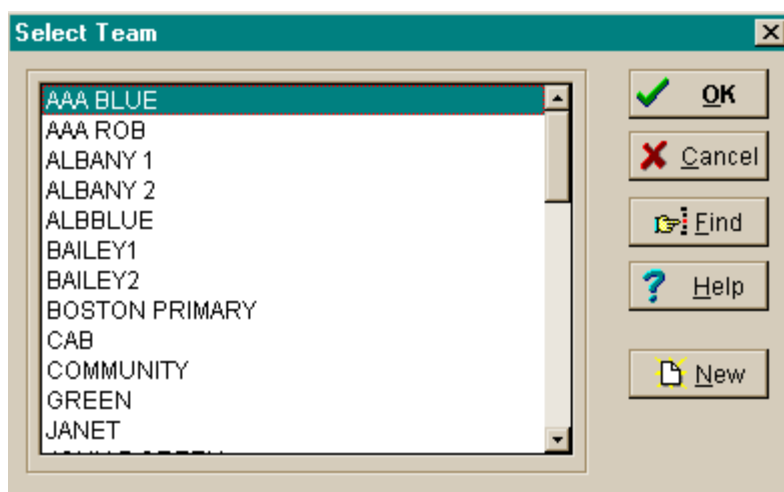 Select Team
AAA BLUE
AAA ROB
ALBANY 1
ALBANY 2
ALBBLUE
BAILEY1
BAILEY2
BOSTON PRIMARY
CAB
COMMUNITY
GREEN
JANET
OK
Cancel
Find
Help
New